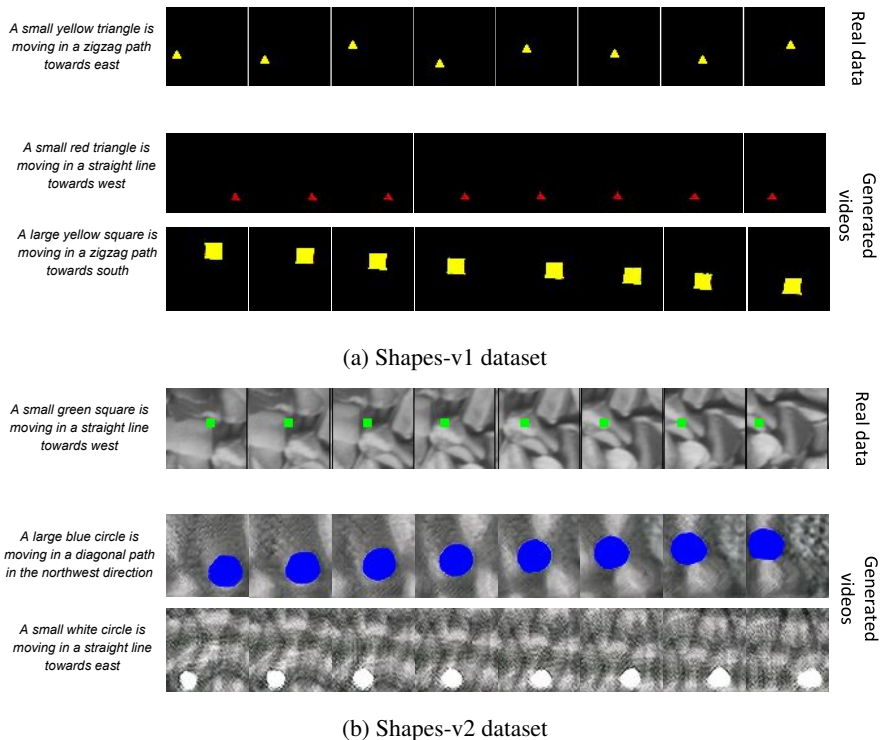 A small yellow triangle is
moving in a zigzag path
towards east
Real data
A small red triangle is
moving in a straight line
towards west
A large yellow square is
moving in a zigzag path
towards south
Generated
videos
(a) Shapes-v1 dataset
A small green square is
moving in a straight line
towards west
Real data
A large blue circle is
moving in a diagonal path
in the northwest direction
A small white circle is
moving in a straight line
towards east
Generated
videos
(b) Shapes-v2 dataset